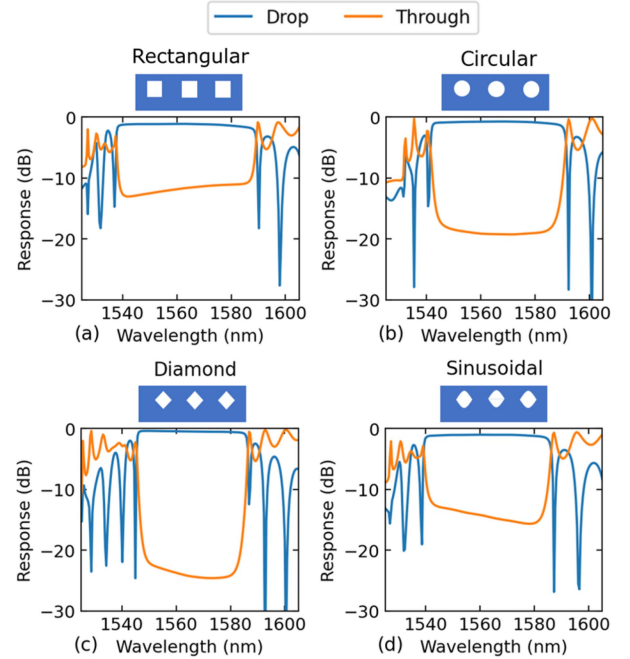 Drop Through
Rectangular Circular
0
−10
−20
−30
Response (dB)
1540 1560 1580 1600
Wavelength (nm)
(a)
0
−10
−20
−30
Response (dB)
1540 1560 1580 1600
Wavelength (nm)
(b)
Diamond Sinusoidal
0
−10
−20
−30
Response (dB)
1540 1560 1580 1600
Wavelength (nm)
(c)
0
−10
−20
−30
Response (dB)
1540 1560 1580 1600
Wavelength (nm)
(d)